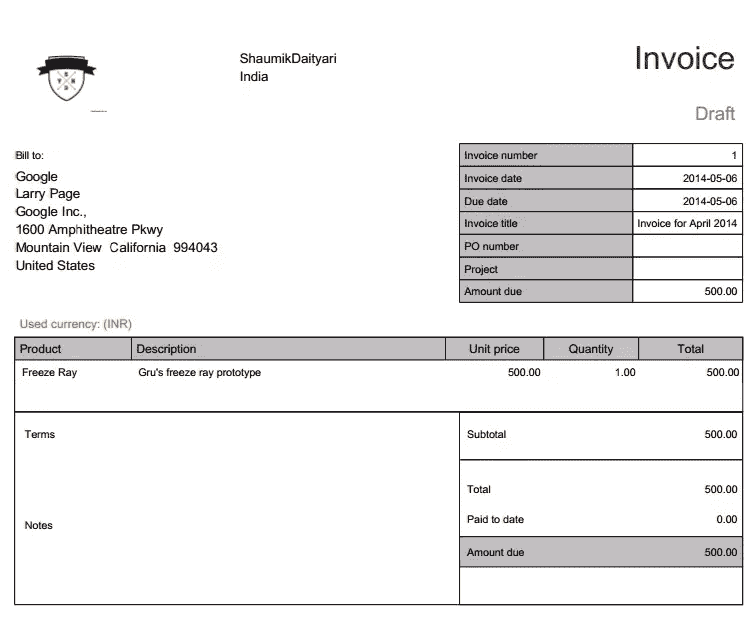 ShaumikDaityari
India
Invoice
Draft
Bill to:
Google
Larry Page
Google Inc.,
1600 Amphitheatre Pkwy
Mountain View California 994043
United States
Invoice number 1
Invoice date 2014-05-06
Due date 2014-05-06
Invoice title Invoice for April 2014
PO number
Project
Amount due 500.00
Used currency: (INR)
Product Description Unit price Quantity Total
Freeze Ray Gru's freeze ray prototype 500.00 1.00 500.00
Terms
Notes
Subtotal 500.00
Total 500.00
Paid to date 0.00
Amount due 500.00